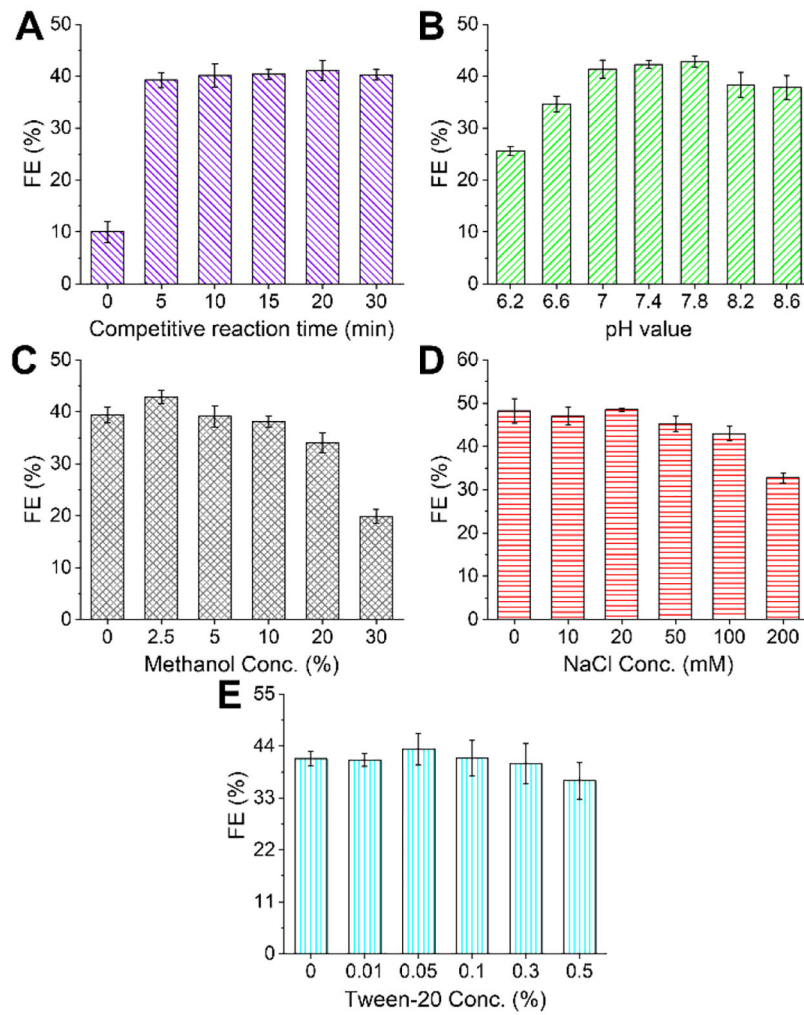 A
50
40
30
20
10
0
FE (%)
0 5 10 15 20 30
Competitive reaction time (min)
B
50
40
30
20
10
0
FE (%)
6.2 6.6 7 7.4 7.8 8.2 8.6
pH value
C
50
40
30
20
10
0
FE (%)
0 2.5 5 10 20 30
Methanol Conc. (%)
D
60
50
40
30
20
10
0
FE (%)
0 10 20 50 100 200
NaCl Conc. (mM)
E
55
44
33
22
11
0
FE (%)
0 0.01 0.05 0.1 0.3 0.5
Tween-20 Conc. (%)